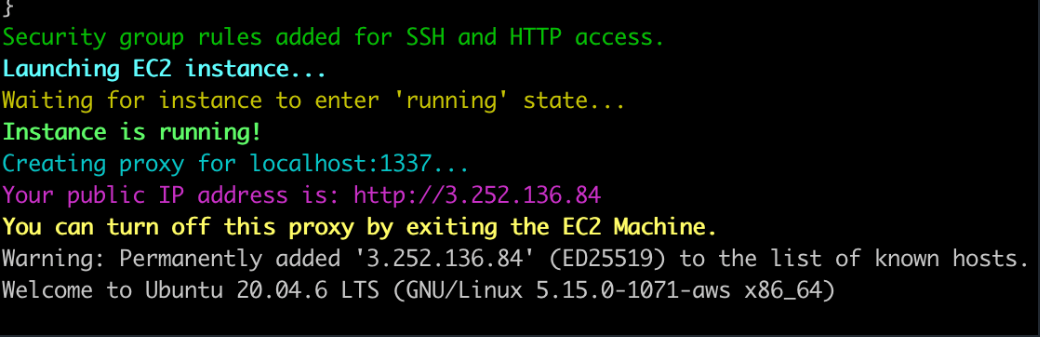 }
Security group rules added for SSH and HTTP access.
Launching EC2 instance...
Waiting for instance to enter 'running' state...
Instance is running!
Creating proxy for localhost:1337...
Your public IP address is: http://3.252.136.84
You can turn off this proxy by exiting the EC2 Machine.
Warning: Permanently added '3.252.136.84' (ED25519) to the list of known hosts.
Welcome to Ubuntu 20.04.6 LTS (GNU/Linux 5.15.0-1071-aws x86_64)